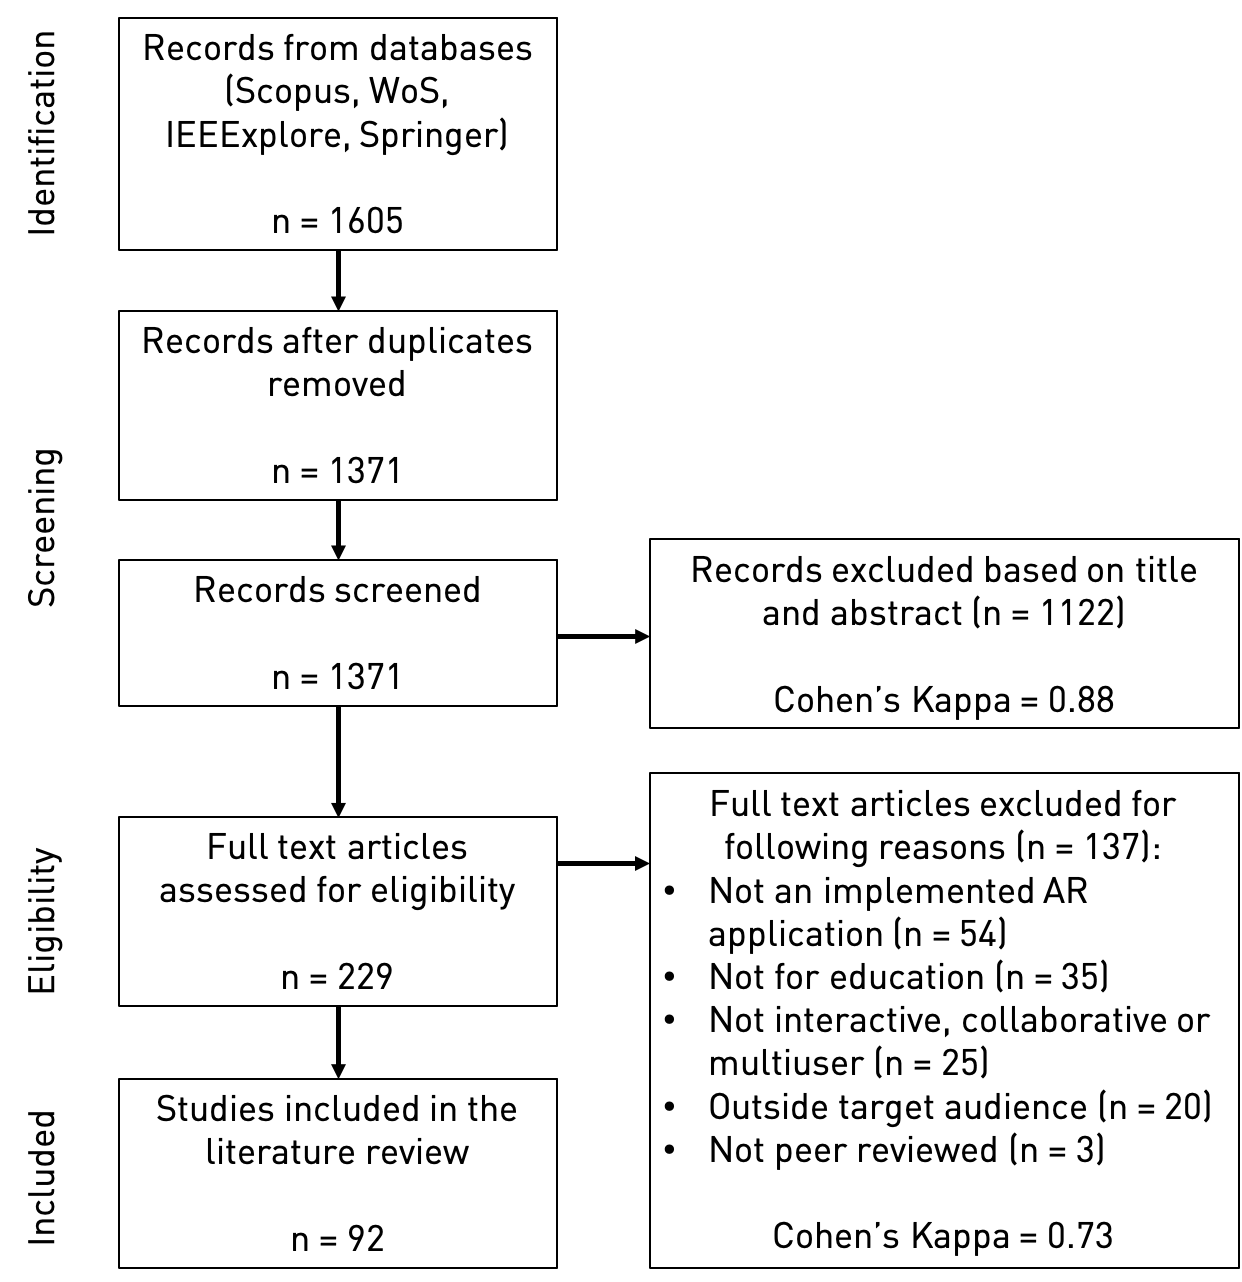 Identification
Records from databases
(Scopus, WoS,
IEEExplore, Springer)
n = 1605
Screening
Records after duplicates
removed
n = 1371
Records screened
n = 1371
Records excluded based on title
and abstract (n = 1122)
Cohen's Kappa = 0.88
Eligibility
Full text articles
assessed for eligibility
n = 229
Full text articles excluded for
following reasons (n = 137):
• Not an implemented AR
application (n = 54)
• Not for education (n = 35)
• Not interactive, collaborative or
multiuser (n = 25)
• Outside target audience (n = 20)
• Not peer reviewed (n = 3)
Cohen's Kappa = 0.73
Included
Studies included in the
literature review
n = 92